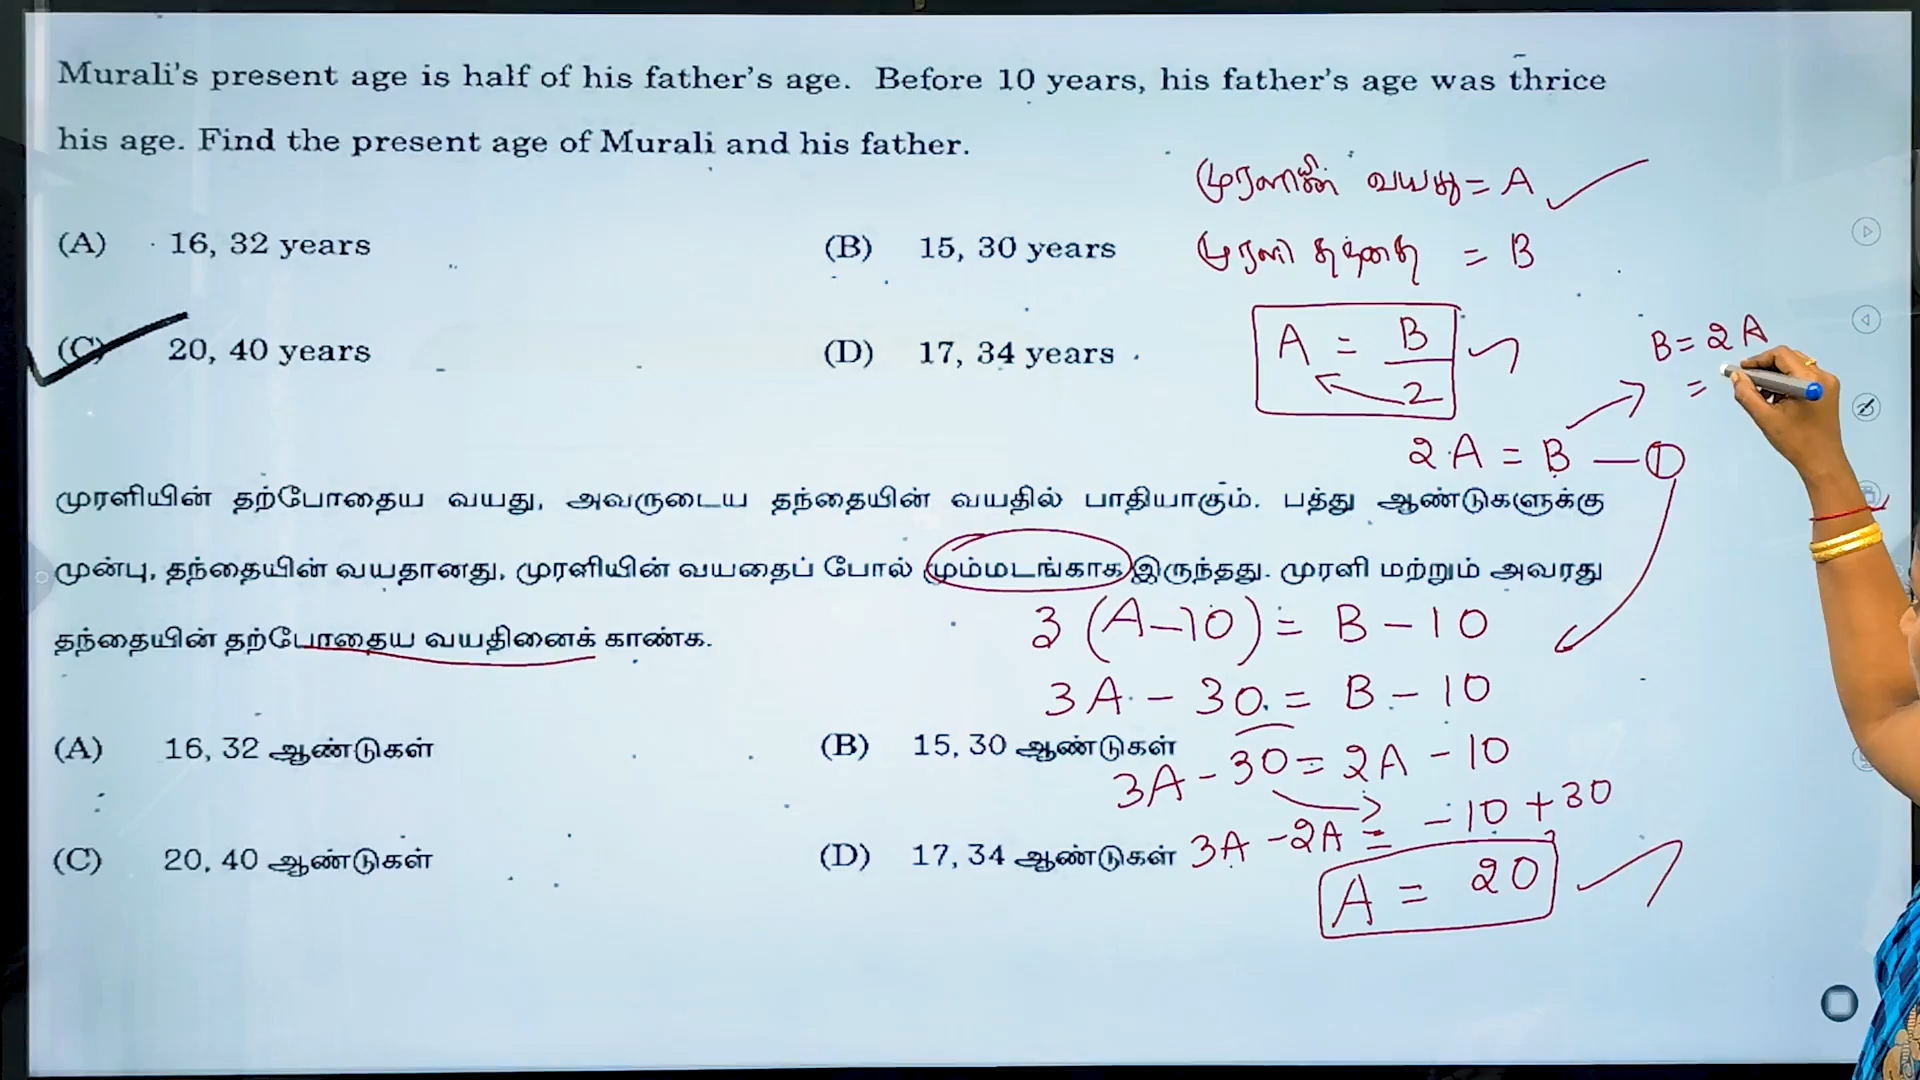 Murali's present age is half of his father's age. Before 10 years, his father's age was thrice
his age. Find the present age of Murali and his father.
(A) 16, 32 years
(B) 15, 30 years
(C) 20, 40 years
(D) 17, 34 years
முரளியின் வயது = A
முரளி தந்தை = B
A = B/2
B = 2A
=
2A = B — ①
முரளியின் தற்போதைய வயது, அவருடைய தந்தையின் வயதில் பாதியாகும். பத்து ஆண்டுகளுக்கு
முன்பு, தந்தையின் வயதானது, முரளியின் வயதைப் போல் மும்மடங்காக இருந்தது. முரளி மற்றும் அவரது
தந்தையின் தற்போதைய வயதினைக் காண்க.
3 (A-10) = B - 10
3A - 30 = B - 10
(A) 16, 32 ஆண்டுகள்
(B) 15, 30 ஆண்டுகள்
3A - 30 = 2A - 10
3A - 2A = -10 + 30
(C) 20, 40 ஆண்டுகள்
(D) 17, 34 ஆண்டுகள்
A = 20